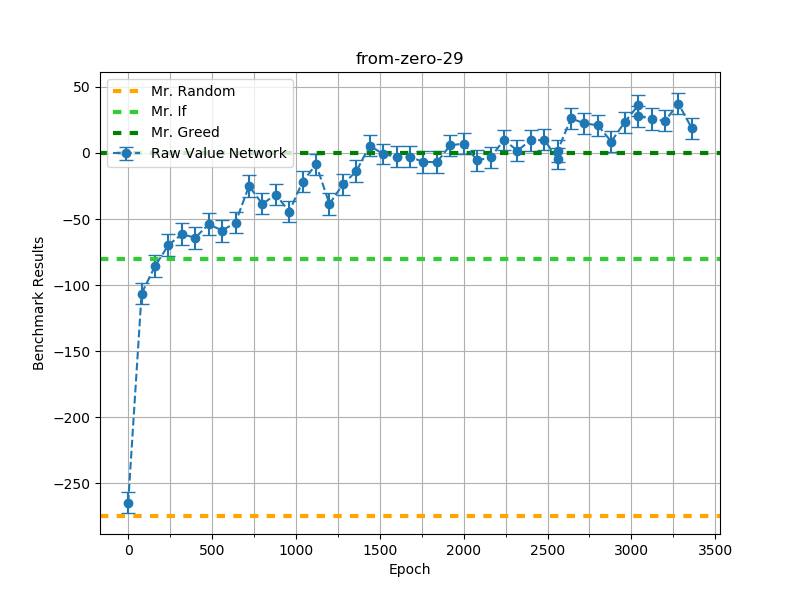 from-zero-29
Mr. Random
Mr. If
Mr. Greed
Raw Value Network
50
0
−50
−100
−150
−200
−250
Benchmark Results
0 500 1000 1500 2000 2500 3000 3500
Epoch